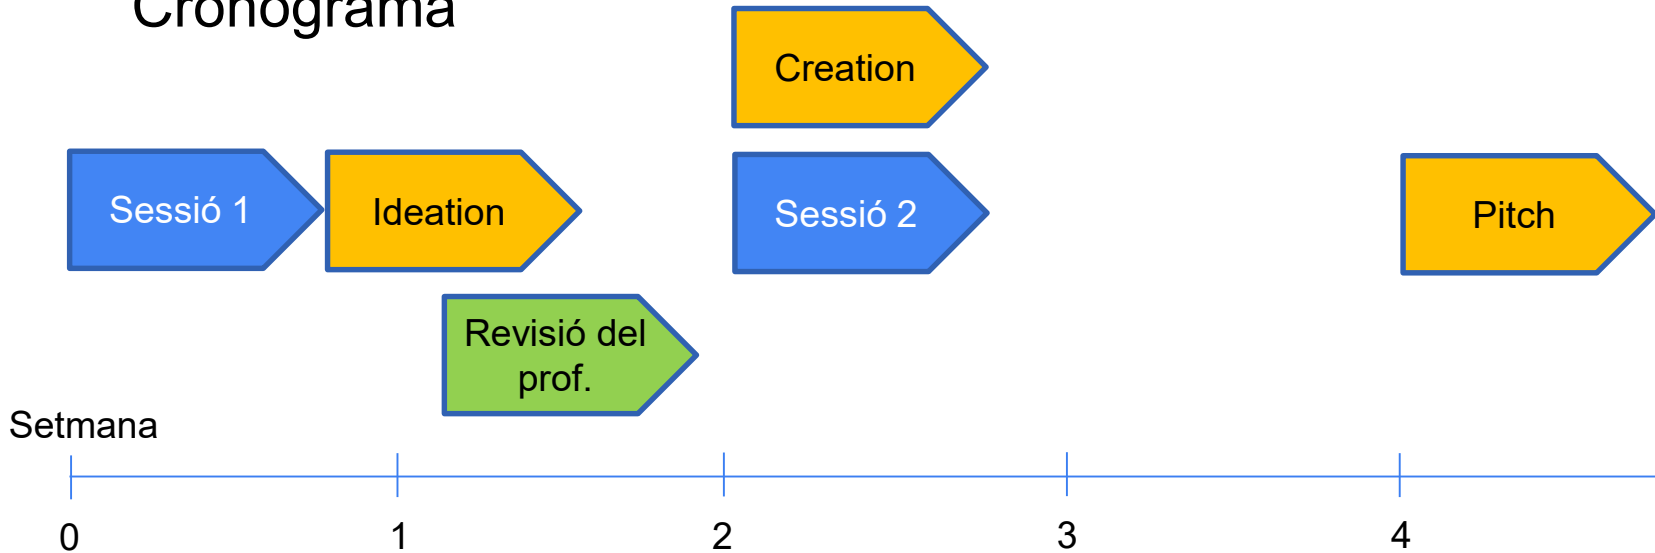 Cronograma
Creation
Sessió 1
Ideation
Sessió 2
Pitch
Revisió del
prof.
Setmana
0
1
2
3
4